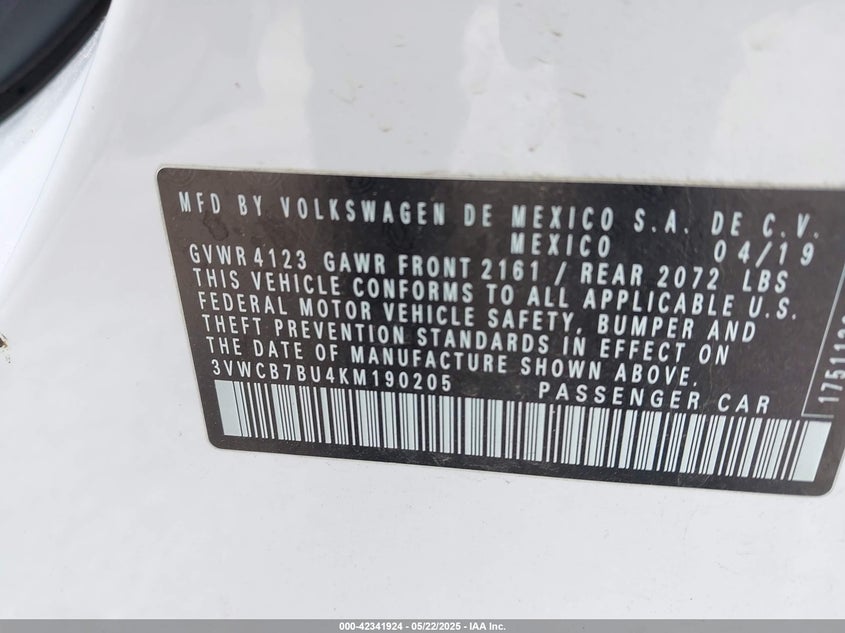 MFD BY VOLKSWAGEN DE MEXICO S.A. DE C.V.
MEXICO 04/19
GVWR 4123 GAWR FRONT 2161 / REAR 2072 LBS
THIS VEHICLE CONFORMS TO ALL APPLICABLE U.S.
FEDERAL MOTOR VEHICLE SAFETY, BUMPER AND
THEFT PREVENTION STANDARDS IN EFFECT ON
THE DATE OF MANUFACTURE SHOWN ABOVE.
3VWCB7BU4KM190205 PASSENGER CAR
000-42341924 - 05/22/2025 - IAA Inc.